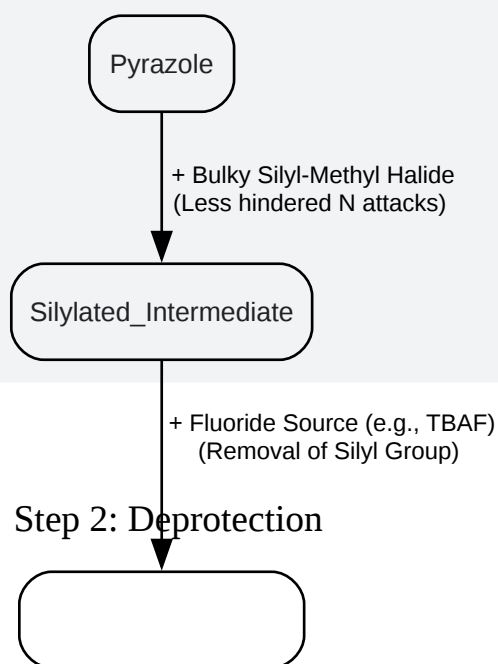 Pyrazole
+ Bulky Silyl-Methyl Halide
(Less hindered N attacks)
Silylated_Intermediate
+ Fluoride Source (e.g., TBAF)
(Removal of Silyl Group)
Step 2: Deprotection